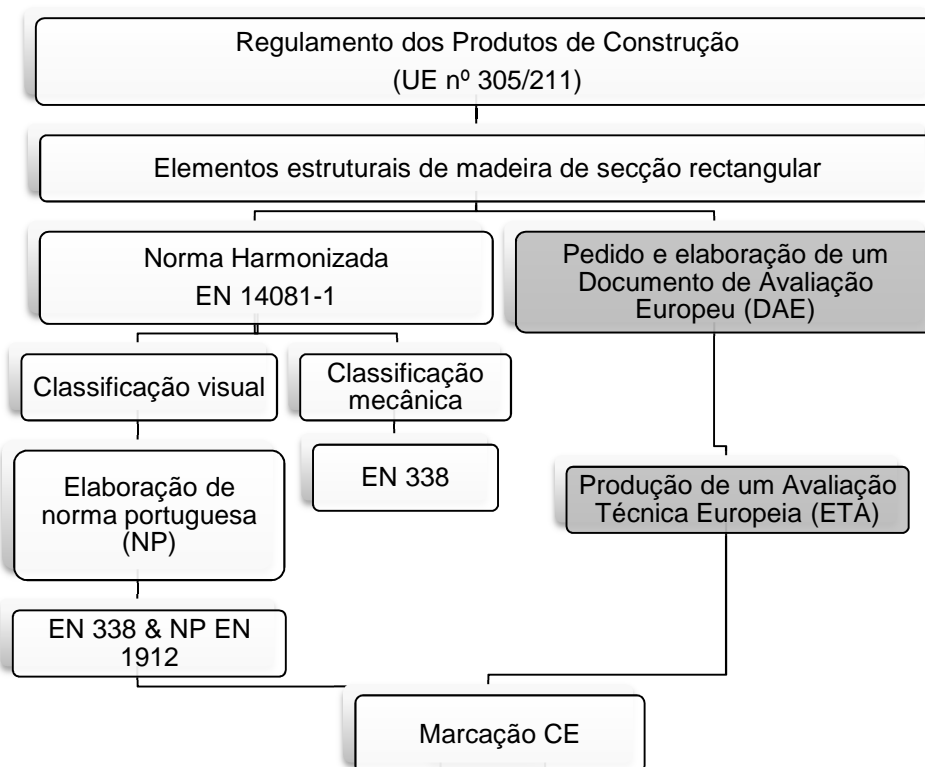 Regulamento dos Produtos de Construção
(UE nº 305/211)
Elementos estruturais de madeira de secção rectangular
Norma Harmonizada
EN 14081-1
Pedido e elaboração de um
Documento de Avaliação
Europeu (DAE)
Classificação visual
Classificação
mecânica
Elaboração de
norma portuguesa
(NP)
EN 338
Produção de um Avaliação
Técnica Europeia (ETA)
EN 338 & NP EN
1912
Marcação CE